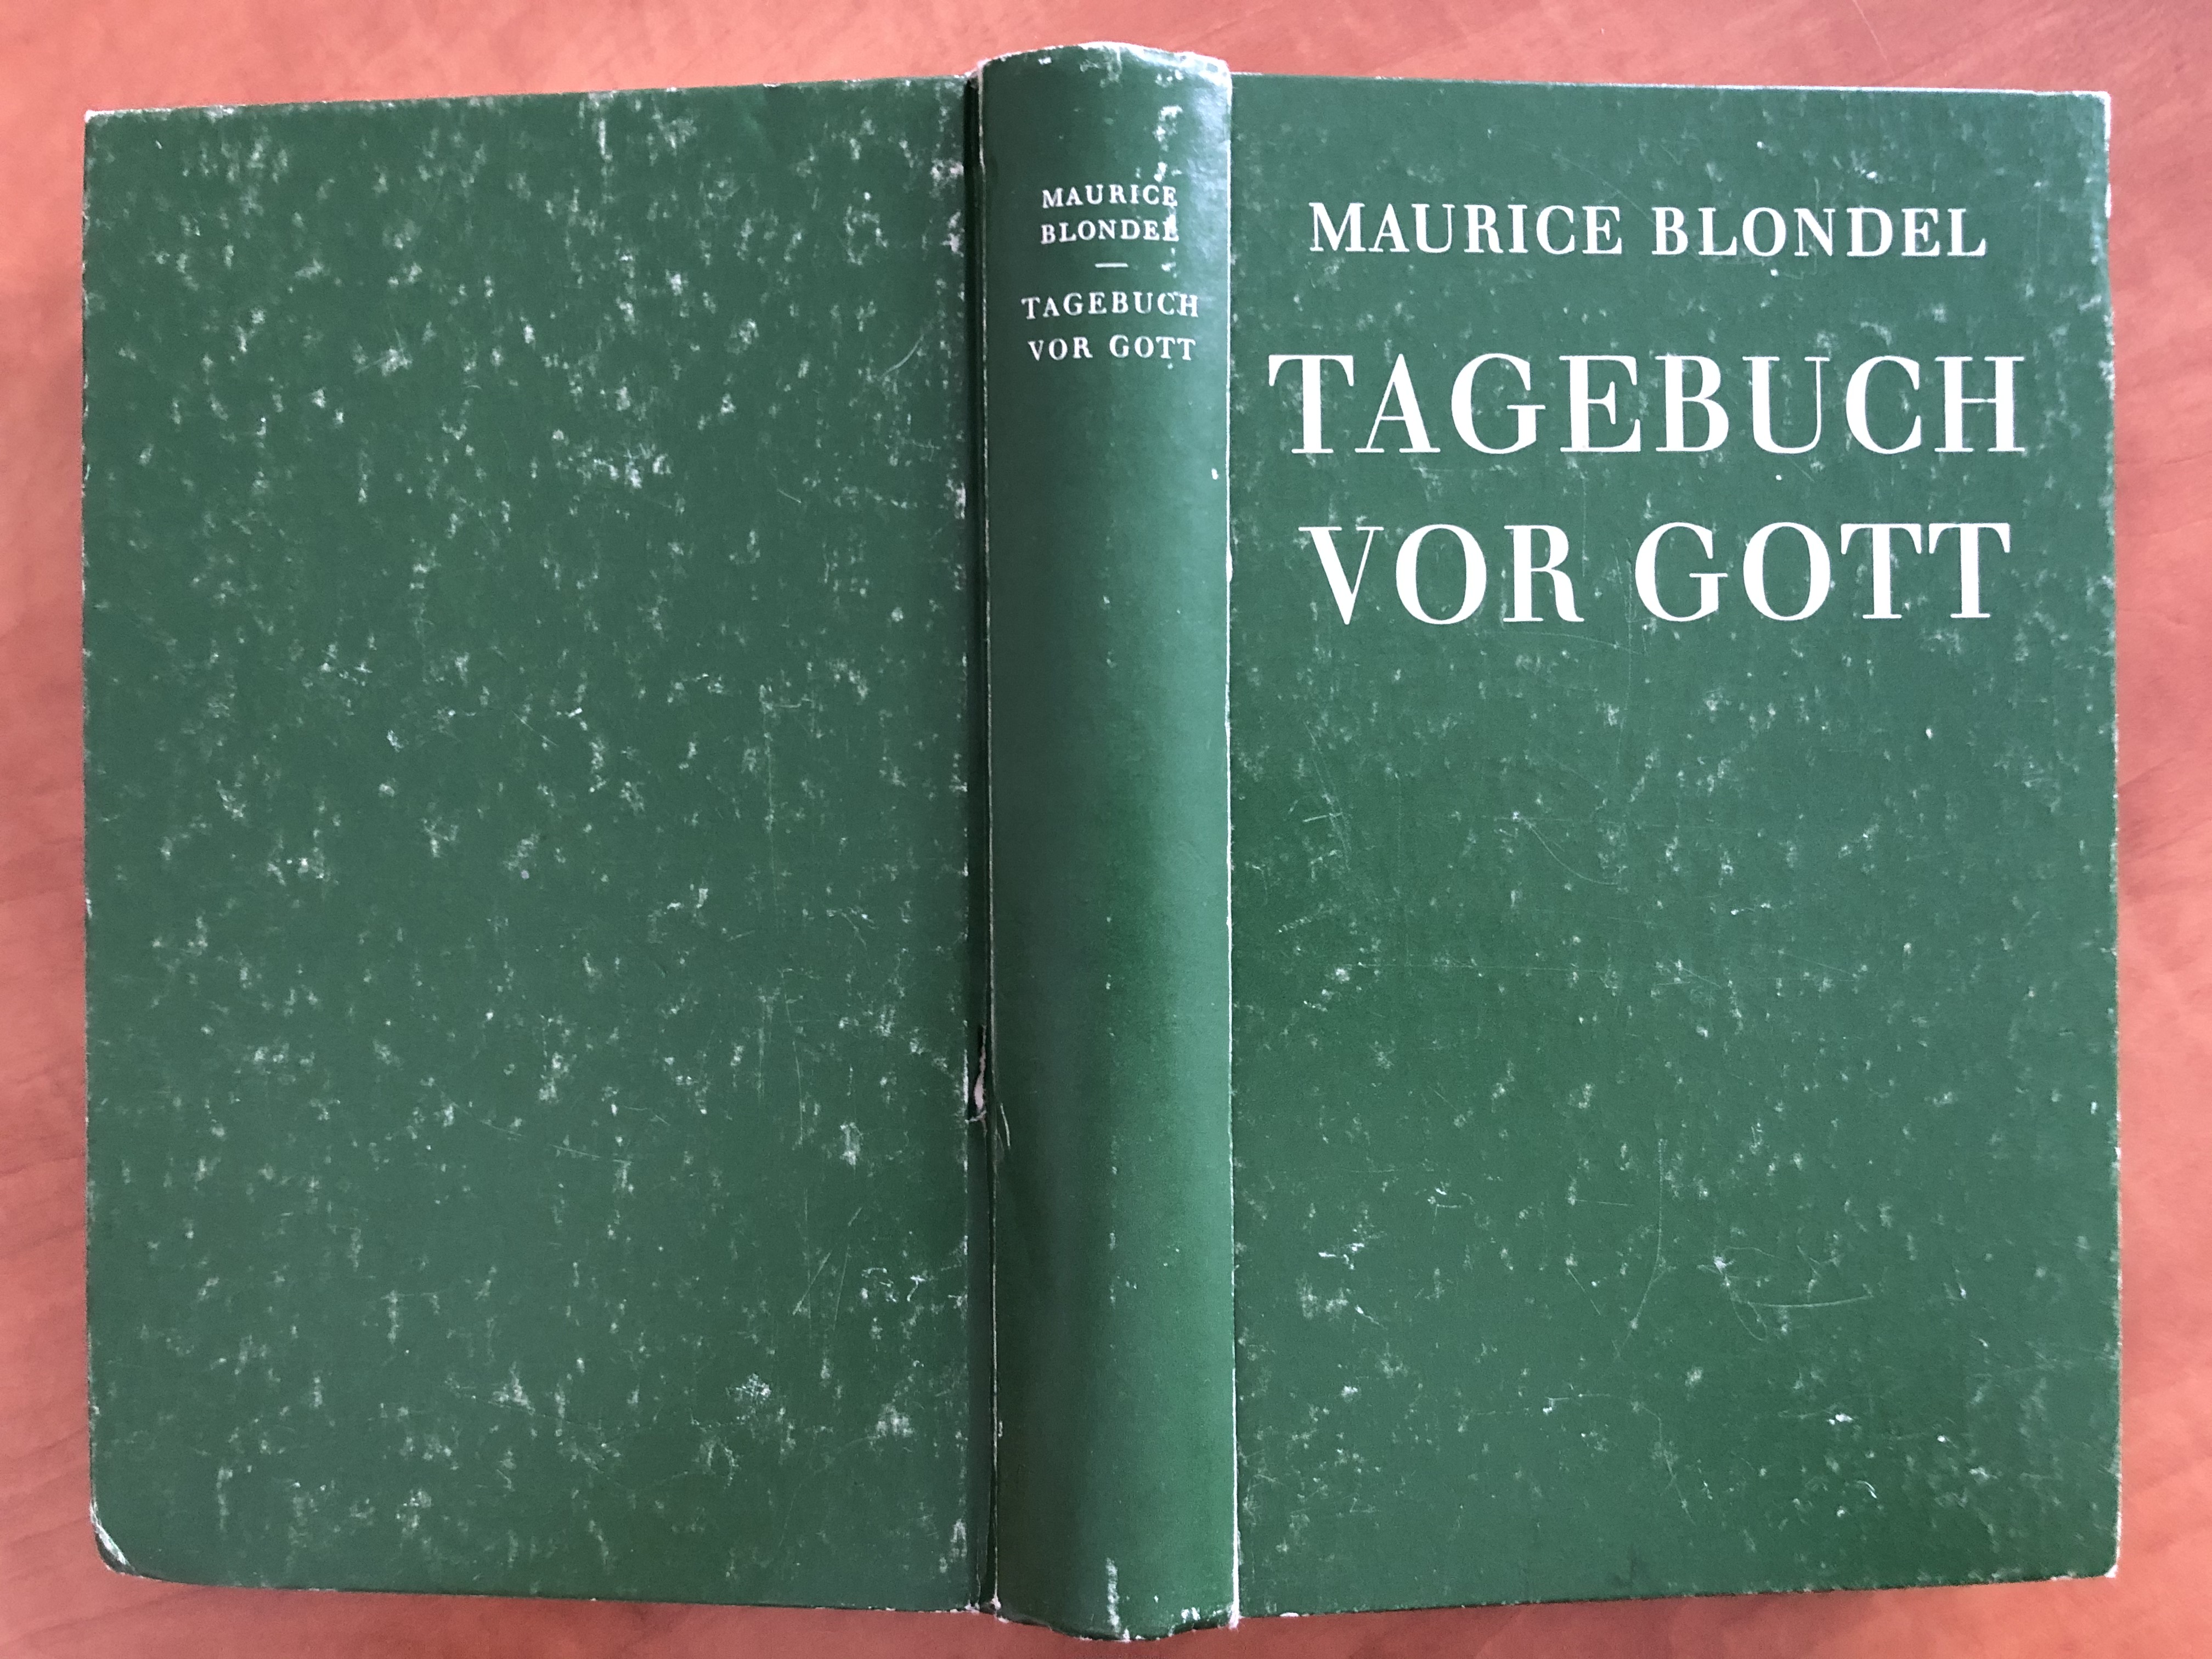 MAURICE
BLONDEL
—
TAGEBUCH
VOR GOTT
MAURICE BLONDEL
TAGEBUCH
VOR GOTT